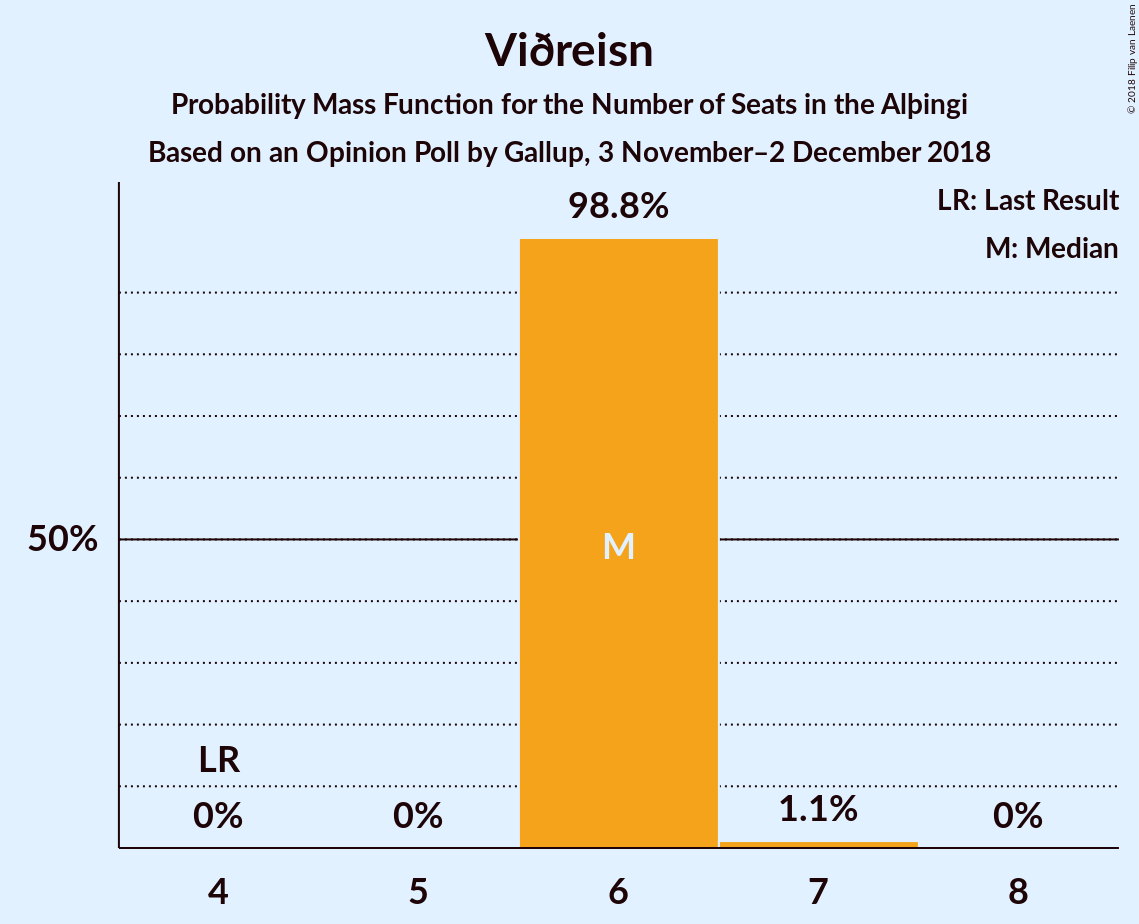 Viðreisn
Probability Mass Function for the Number of Seats in the Alþingi
Based on an Opinion Poll by Gallup, 3 November–2 December 2018
© 2018 Filip van Laenen
LR: Last Result
M: Median
98.8%
50%
M
LR
0%
0%
1.1%
0%
4
5
6
7
8